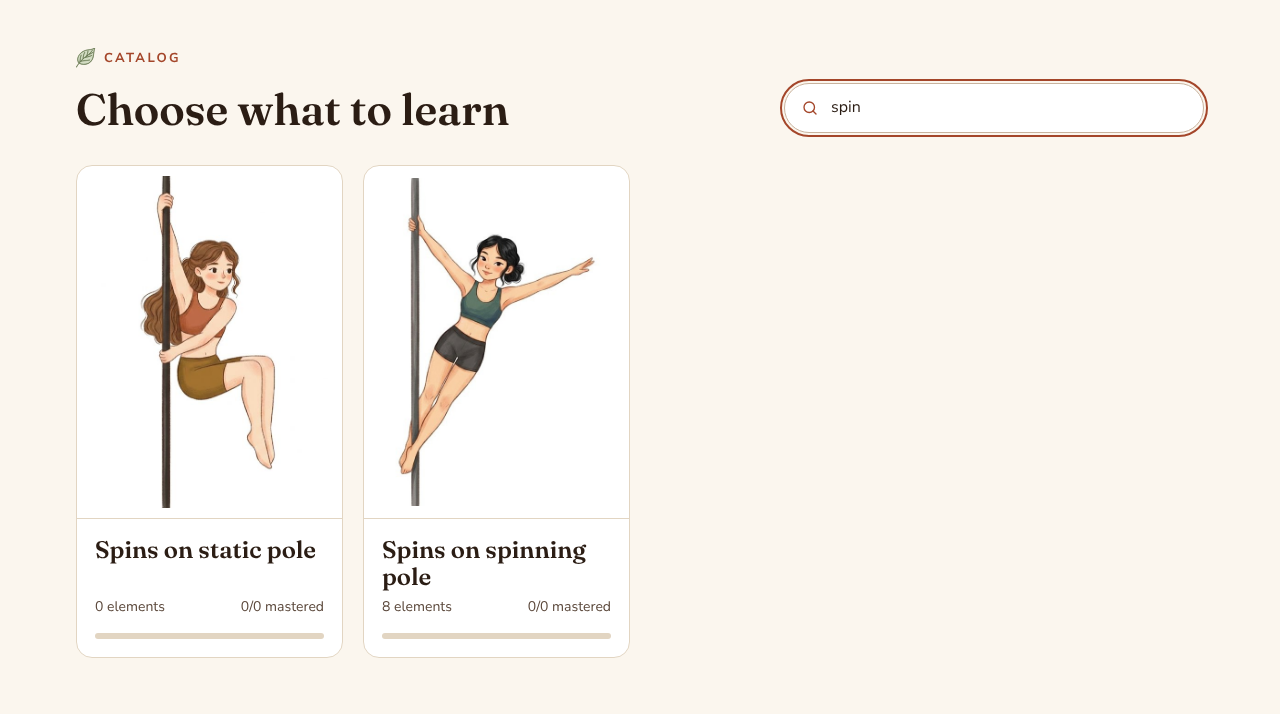 CATALOG
Choose what to learn
spin
Spins on static pole
0 elements
0/0 mastered
Spins on spinning
pole
8 elements
0/0 mastered